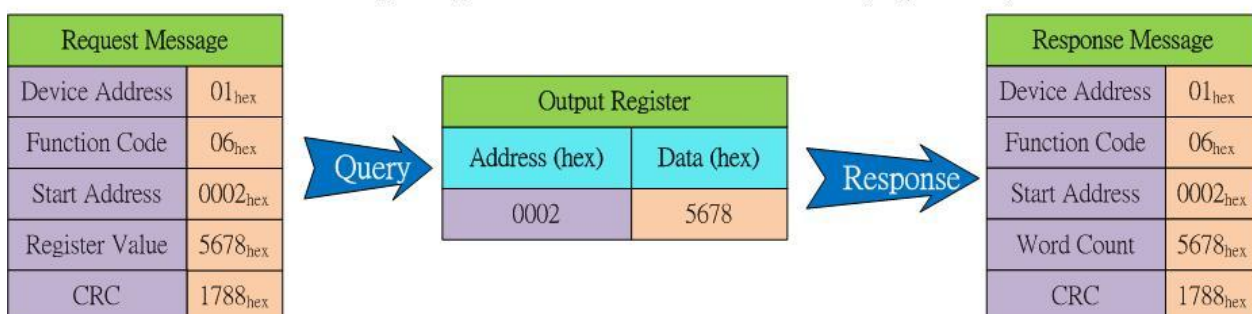 Request Message
Device Address 01hex
Function Code 06hex
Start Address 0002hex
Register Value 5678hex
CRC 1788hex
Query
Output Register
Address (hex) Data (hex)
0002 5678
Response
Response Message
Device Address 01hex
Function Code 06hex
Start Address 0002hex
Word Count 5678hex
CRC 1788hex